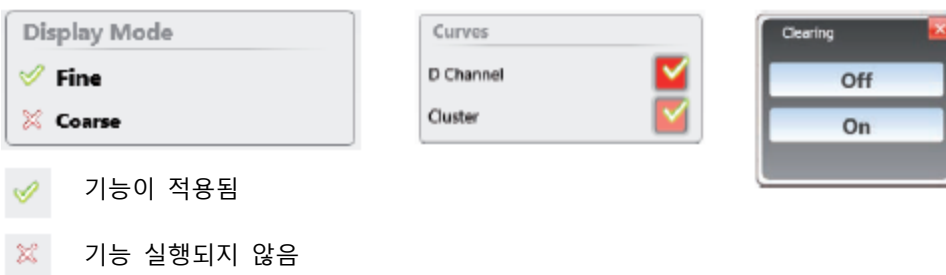 Display Mode
Fine
Coarse
Curves
D Channel
Cluster
Clearing
Off
On
기능이 적용됨
기능 실행되지 않음